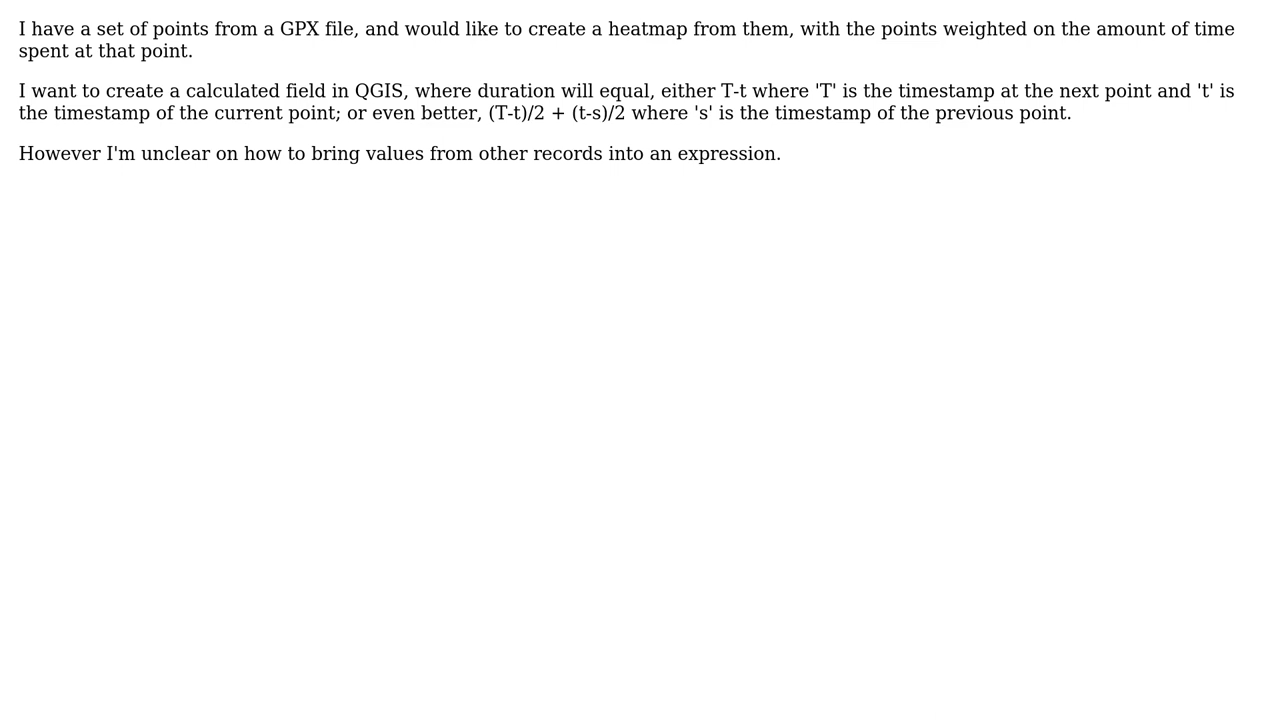 I have a set of points from a GPX file, and would like to create a heatmap from them, with the points weighted on the amount of time
spent at that point.
I want to create a calculated field in QGIS, where duration will equal, either T-t where 'T' is the timestamp at the next point and 't' is
the timestamp of the current point; or even better, (T-t)/2 + (t-s)/2 where 's' is the timestamp of the previous point.
However I'm unclear on how to bring values from other records into an expression.